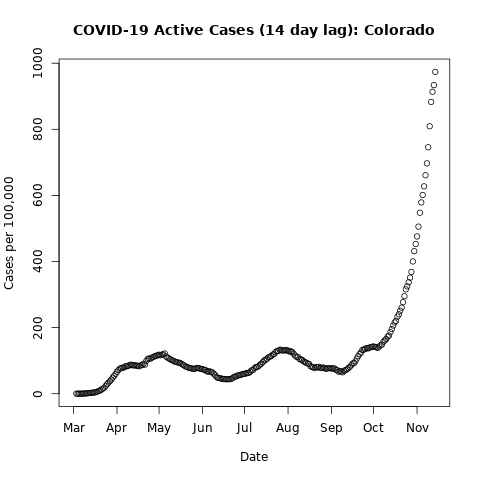 COVID-19 Active Cases (14 day lag): Colorado
Cases per 100,000
1000
800
600
400
200
0
Mar Apr May Jun Jul Aug Sep Oct Nov
Date